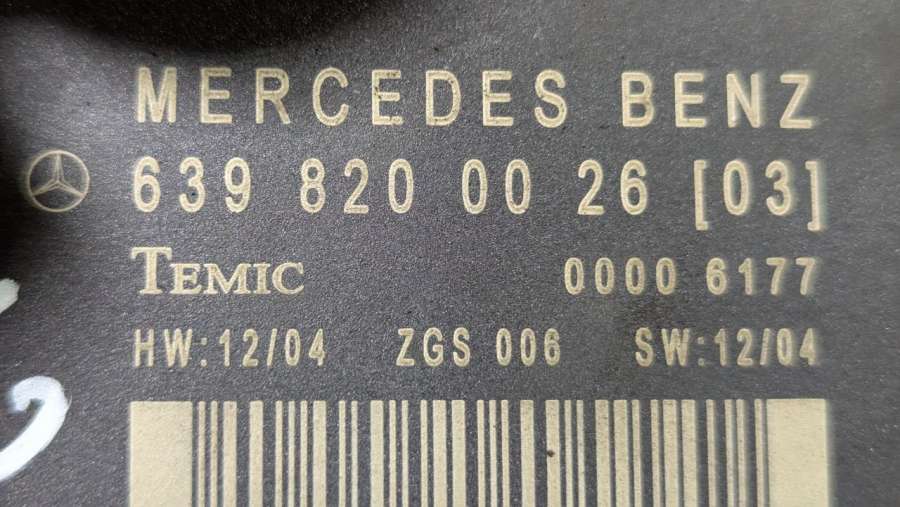 MERCEDES BENZ
639 820 00 26 [03]
TEMIC 0000 6177
HW:12/04 ZGS 006 SW:12/04